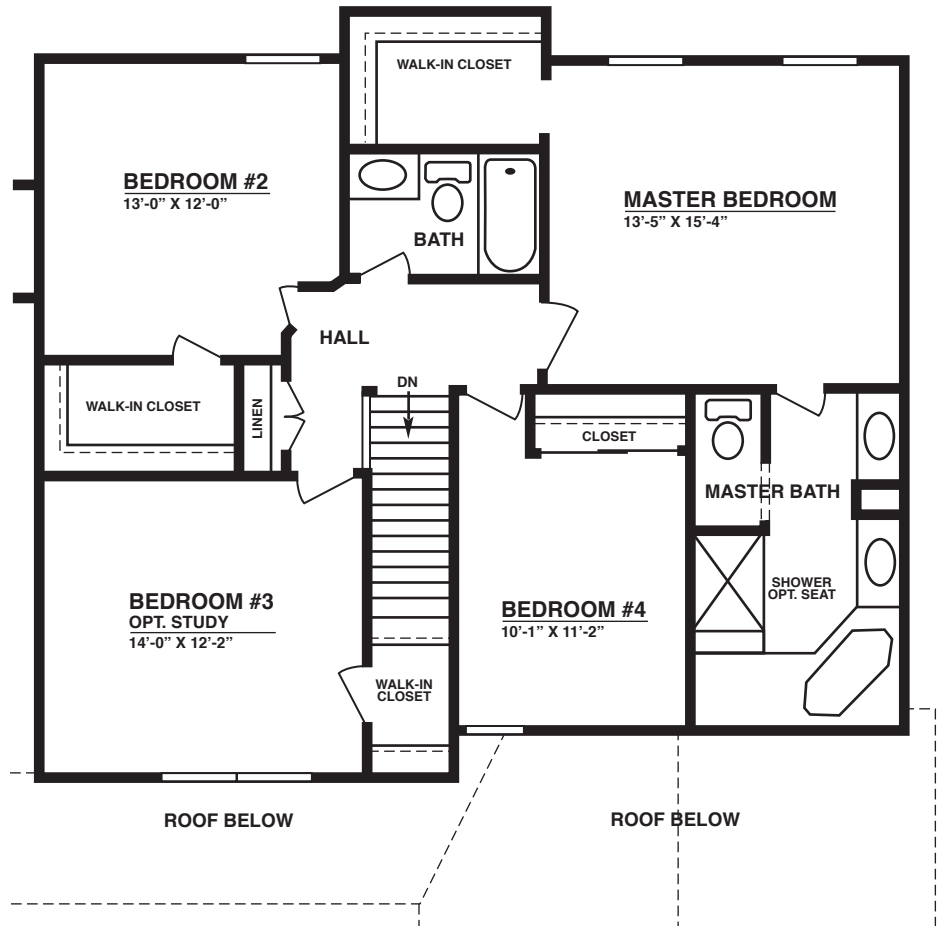 WALK-IN CLOSET
BEDROOM #2
13’-0” X 12’-0”
MASTER BEDROOM
13’-5” X 15’-4”
BATH
HALL
DN
WALK-IN CLOSET
LINEN
CLOSET
MASTER BATH
BEDROOM #3
OPT. STUDY
14’-0” X 12’-2”
BEDROOM #4
10’-1” X 11’-2”
SHOWER
OPT. SEAT
WALK-IN
CLOSET
ROOF BELOW
ROOF BELOW